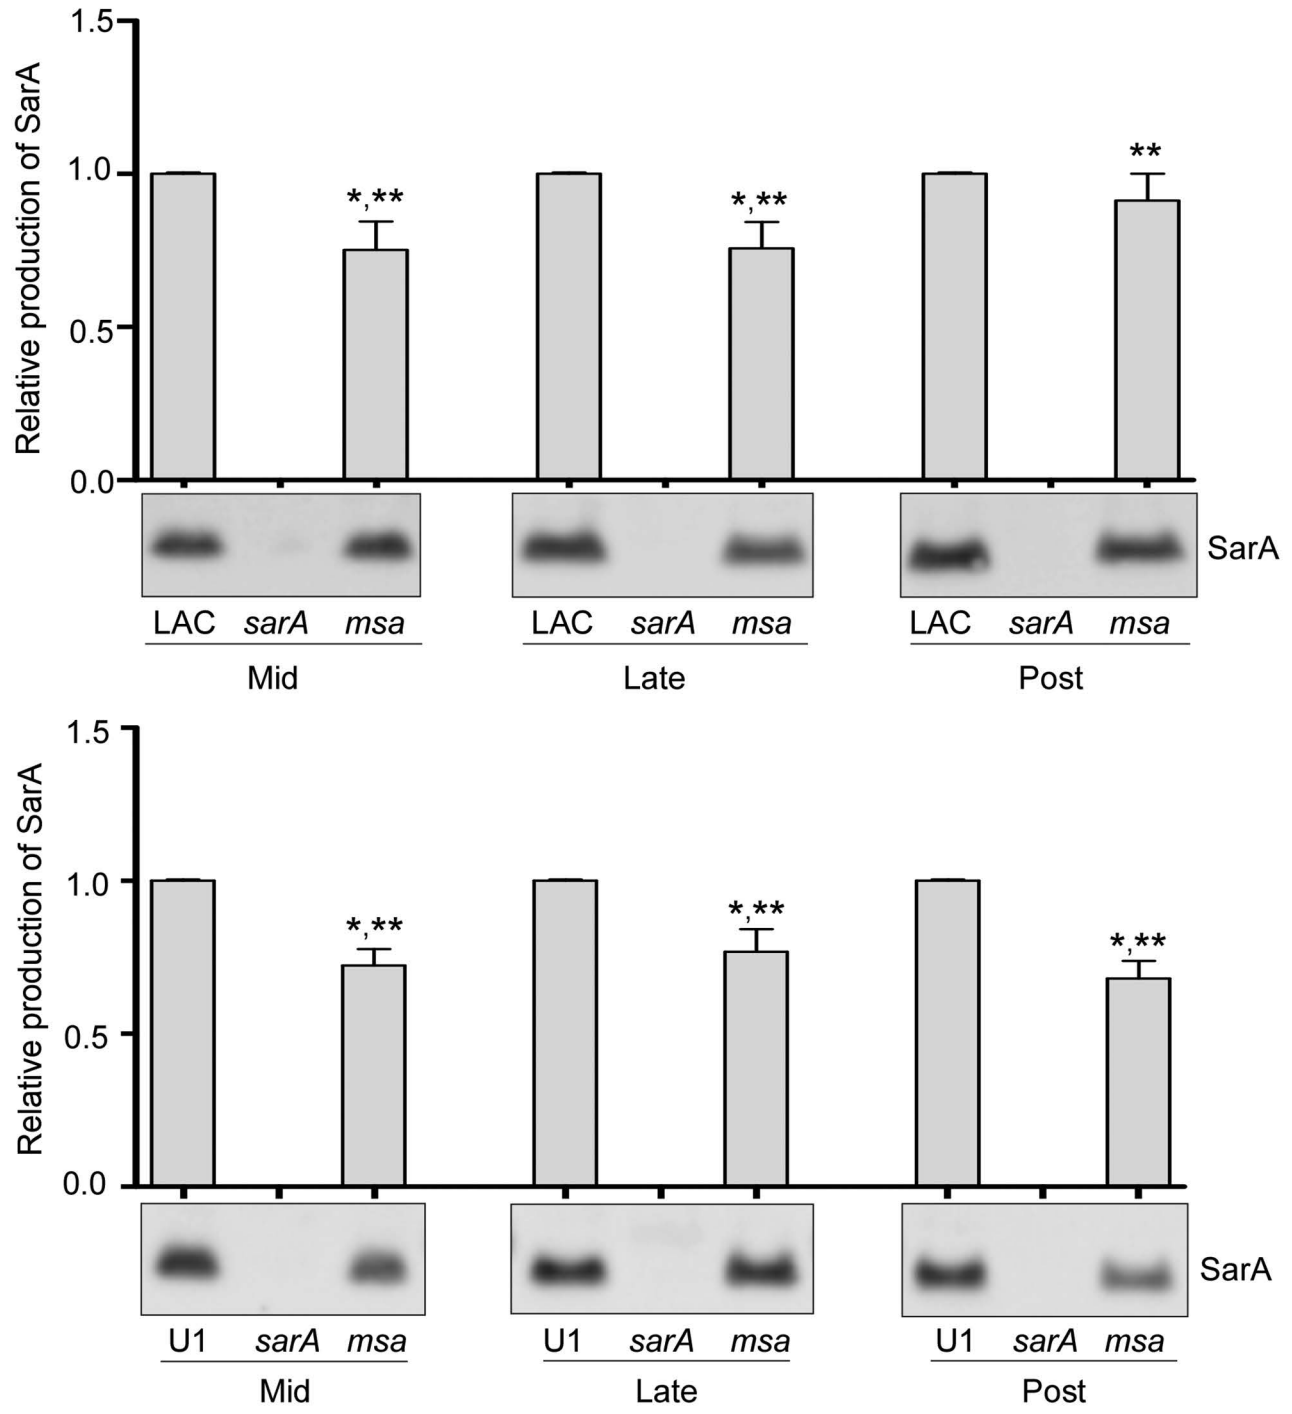 Relative production of SarA
1.5
1.0
0.5
0.0
*,**
*,**
**
SarA
LAC sarA msa
LAC sarA msa
LAC sarA msa
Mid
Late
Post
Relative production of SarA
1.5
1.0
0.5
0.0
*,**
*,**
*,**
SarA
U1 sarA msa
U1 sarA msa
U1 sarA msa
Mid
Late
Post